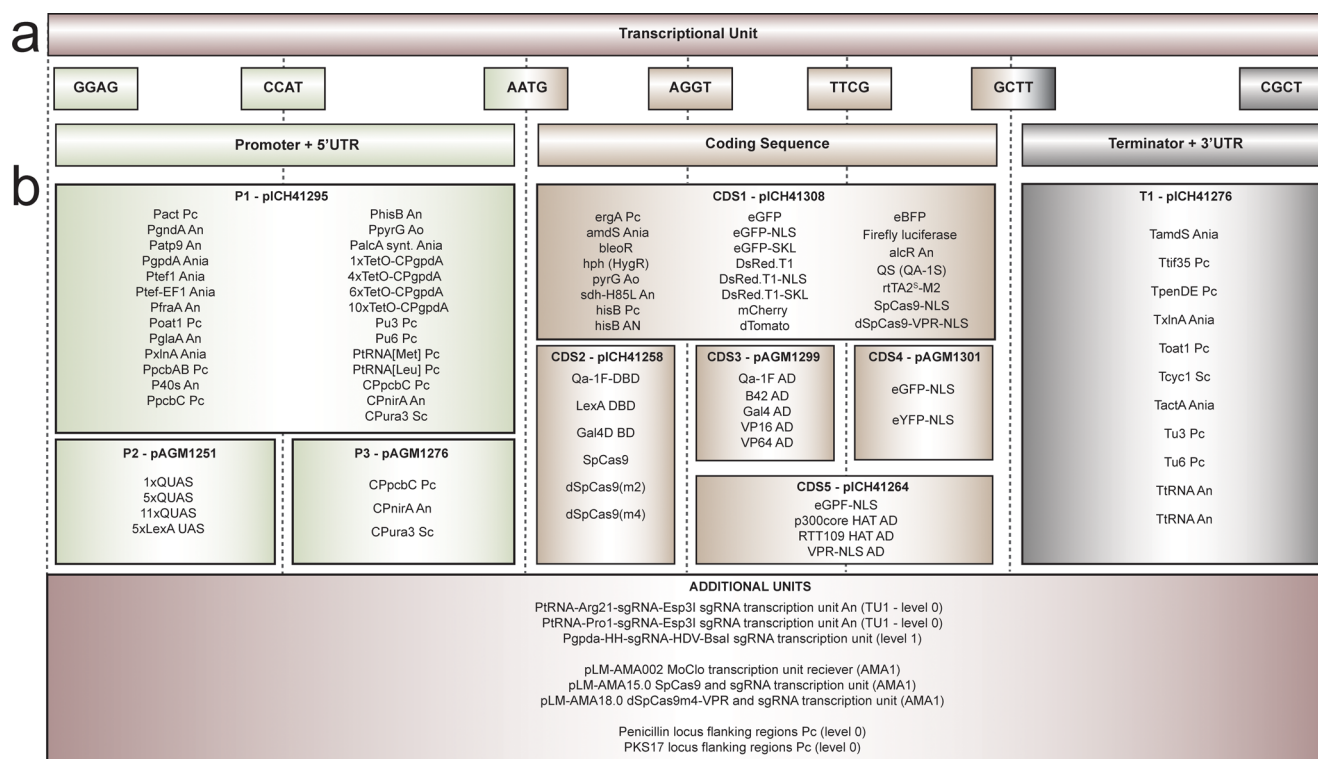 a
Transcriptional Unit
GGAG
CCAT
AATG
AGGT
TTCG
GCTT
CGCT
Promoter + 5'UTR
Coding Sequence
Terminator + 3'UTR
b
P1 - pICH41295
Pact Pc
PgndA An
Patp9 An
PgpdA Ania
Ptef1 Ania
Ptef-EF1 Ania
PfraA An
Poat1 Pc
PglaA An
PxlnA Ania
PpcbAB Pc
P40s An
PpcbC Pc
PhisB An
PpyrG Ao
PalcA synt. Ania
1xTetO-CPgpdA
4xTetO-CPgpdA
6xTetO-CPgpdA
10xTetO-CPgpdA
Pu3 Pc
Pu6 Pc
PtRNA[Met] Pc
PtRNA[Leu] Pc
CPpcbC Pc
CPnirA An
CPura3 Sc
P2 - pAGM1251
1xQUAS
5xQUAS
11xQUAS
5xLexA UAS
P3 - pAGM1276
CPpcbC Pc
CPnirA An
CPura3 Sc
CDS1 - pICH41308
ergA Pc
amdS Ania
bleoR
hph (HygR)
pyrG Ao
sdh-H85L An
hisB Pc
hisB AN
eGFP
eGFP-NLS
eGFP-SKL
DsRed.T1
DsRed.T1-NLS
DsRed.T1-SKL
mCherry
dTomato
eBFP
Firefly luciferase
alcR An
QS (QA-1S)
rtTA2ˢ-M2
SpCas9-NLS
dSpCas9-VPR-NLS
CDS2 - pICH41258
Qa-1F-DBD
LexA DBD
Gal4D BD
SpCas9
dSpCas9(m2)
dSpCas9(m4)
CDS3 - pAGM1299
Qa-1F AD
B42 AD
Gal4 AD
VP16 AD
VP64 AD
CDS4 - pAGM1301
eGFP-NLS
eYFP-NLS
CDS5 - pICH41264
eGPF-NLS
p300core HAT AD
RTT109 HAT AD
VPR-NLS AD
T1 - pICH41276
TamdS Ania
Ttif35 Pc
TpenDE Pc
TxlnA Ania
Toat1 Pc
Tcyc1 Sc
TactA Ania
Tu3 Pc
Tu6 Pc
TtRNA An
TtRNA An
ADDITIONAL UNITS
PtRNA-Arg21-sgRNA-Esp3I sgRNA transcription unit An (TU1 - level 0)
PtRNA-Pro1-sgRNA-Esp3I sgRNA transcription unit An (TU1 - level 0)
Pgpda-HH-sgRNA-HDV-BsaI sgRNA transcription unit (level 1)
pLM-AMA002 MoClo transcription unit reciever (AMA1)
pLM-AMA15.0 SpCas9 and sgRNA transcription unit (AMA1)
pLM-AMA18.0 dSpCas9m4-VPR and sgRNA transcription unit (AMA1)
Penicillin locus flanking regions Pc (level 0)
PKS17 locus flanking regions Pc (level 0)